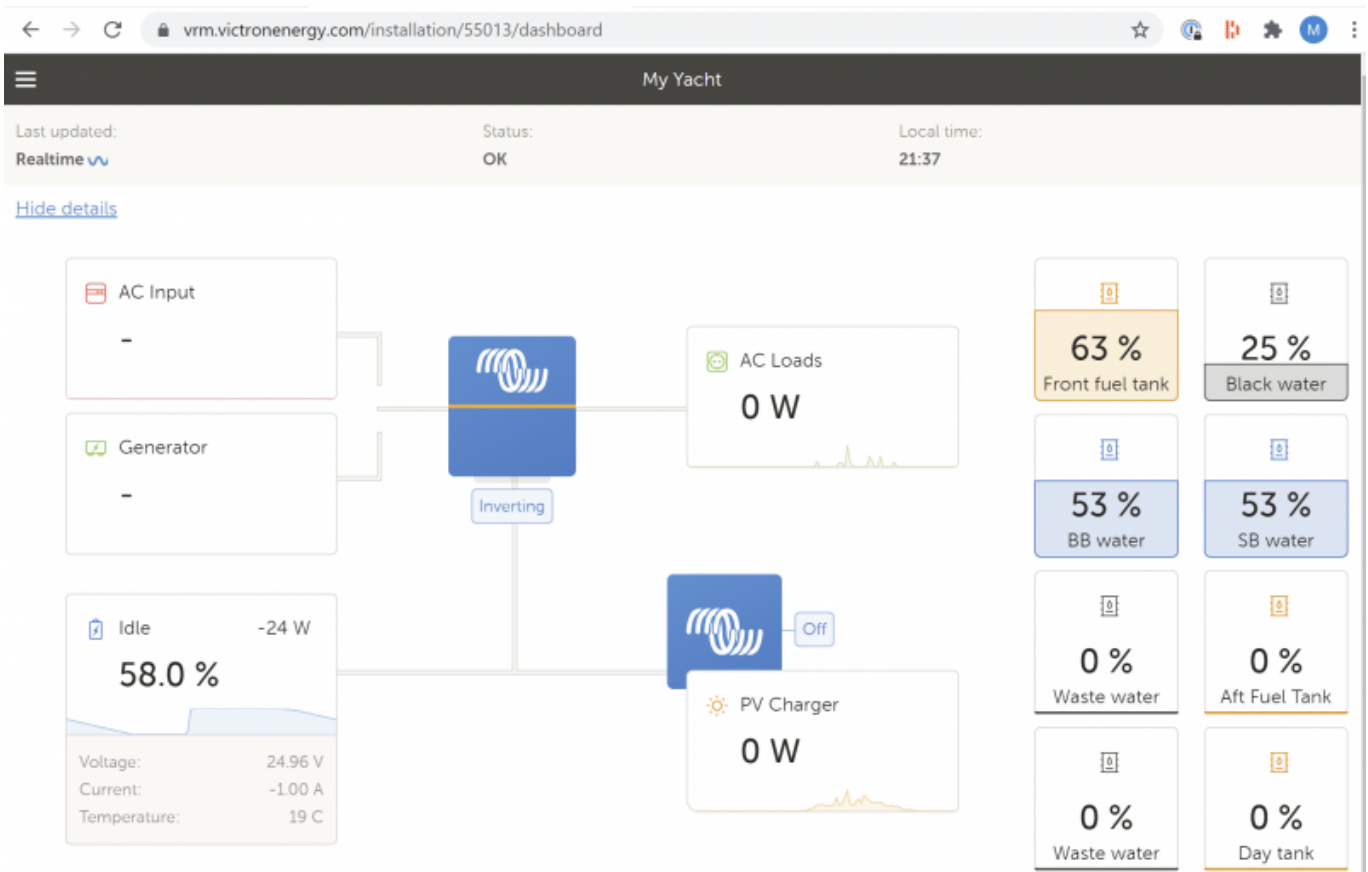 vrm.victronenergy.com/installation/55013/dashboard
M
My Yacht
Last updated:
Realtime
Status:
OK
Local time:
21:37
Hide details
AC Input
-
Generator
-
Inverting
AC Loads
0 W
Idle -24 W
58.0 %
Voltage: 24.96 V
Current: -1.00 A
Temperature: 19 C
Off
PV Charger
0 W
63 %
Front fuel tank
25 %
Black water
53 %
BB water
53 %
SB water
0 %
Waste water
0 %
Aft Fuel Tank
0 %
Waste water
0 %
Day tank